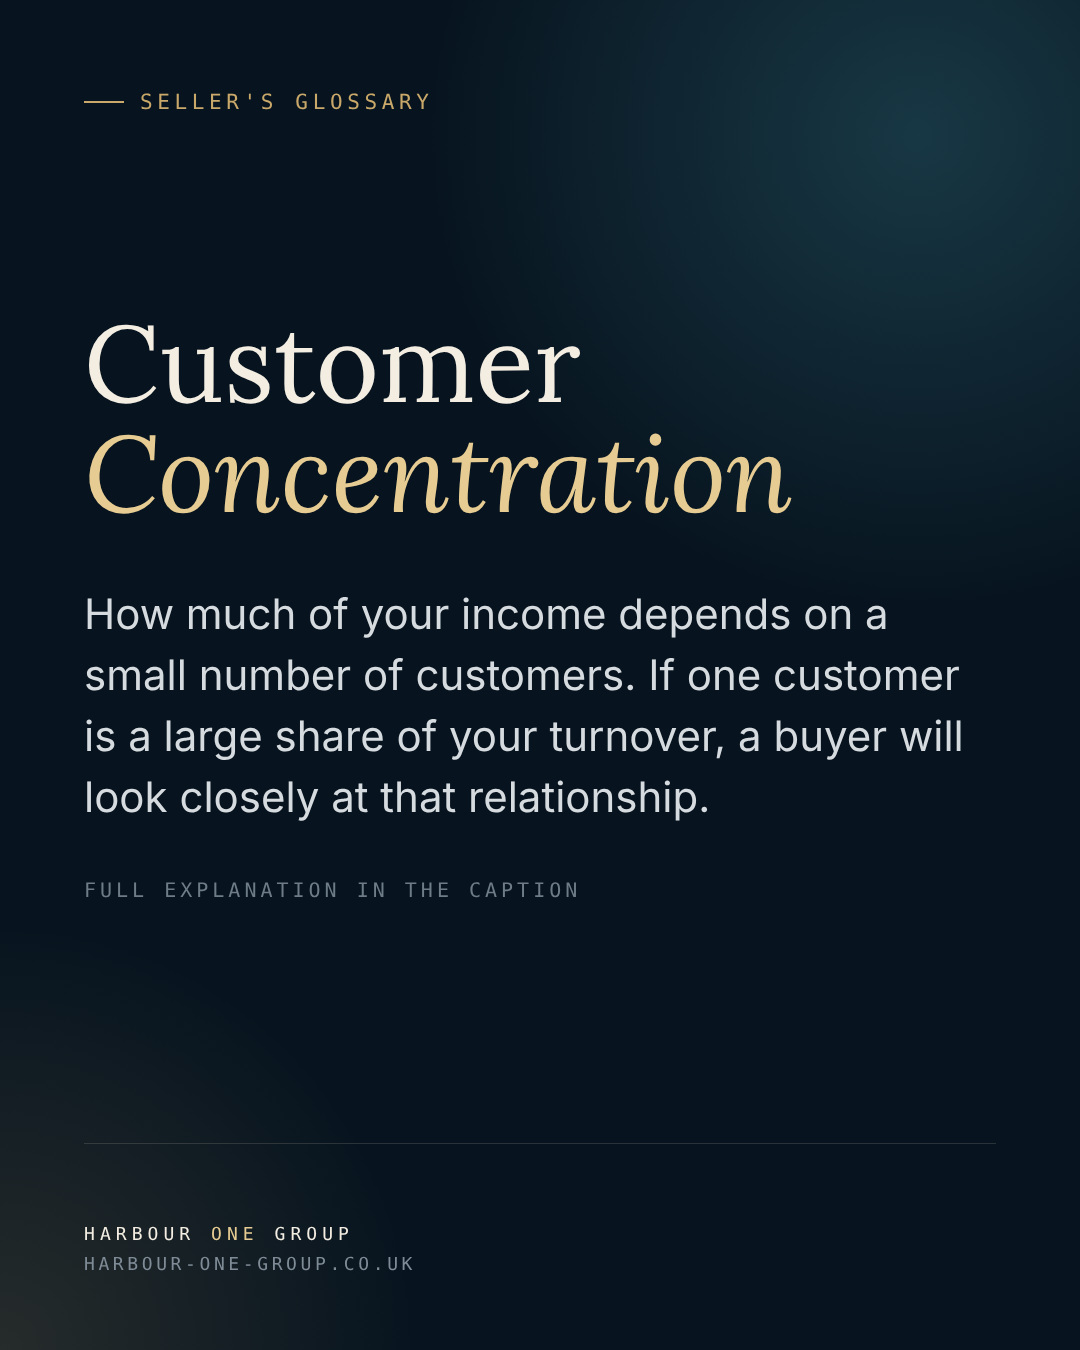 SELLER'S GLOSSARY
Customer
Concentration
How much of your income depends on a
small number of customers. If one customer
is a large share of your turnover, a buyer will
look closely at that relationship.
FULL EXPLANATION IN THE CAPTION
HARBOUR ONE GROUP
HARBOUR-ONE-GROUP.CO.UK